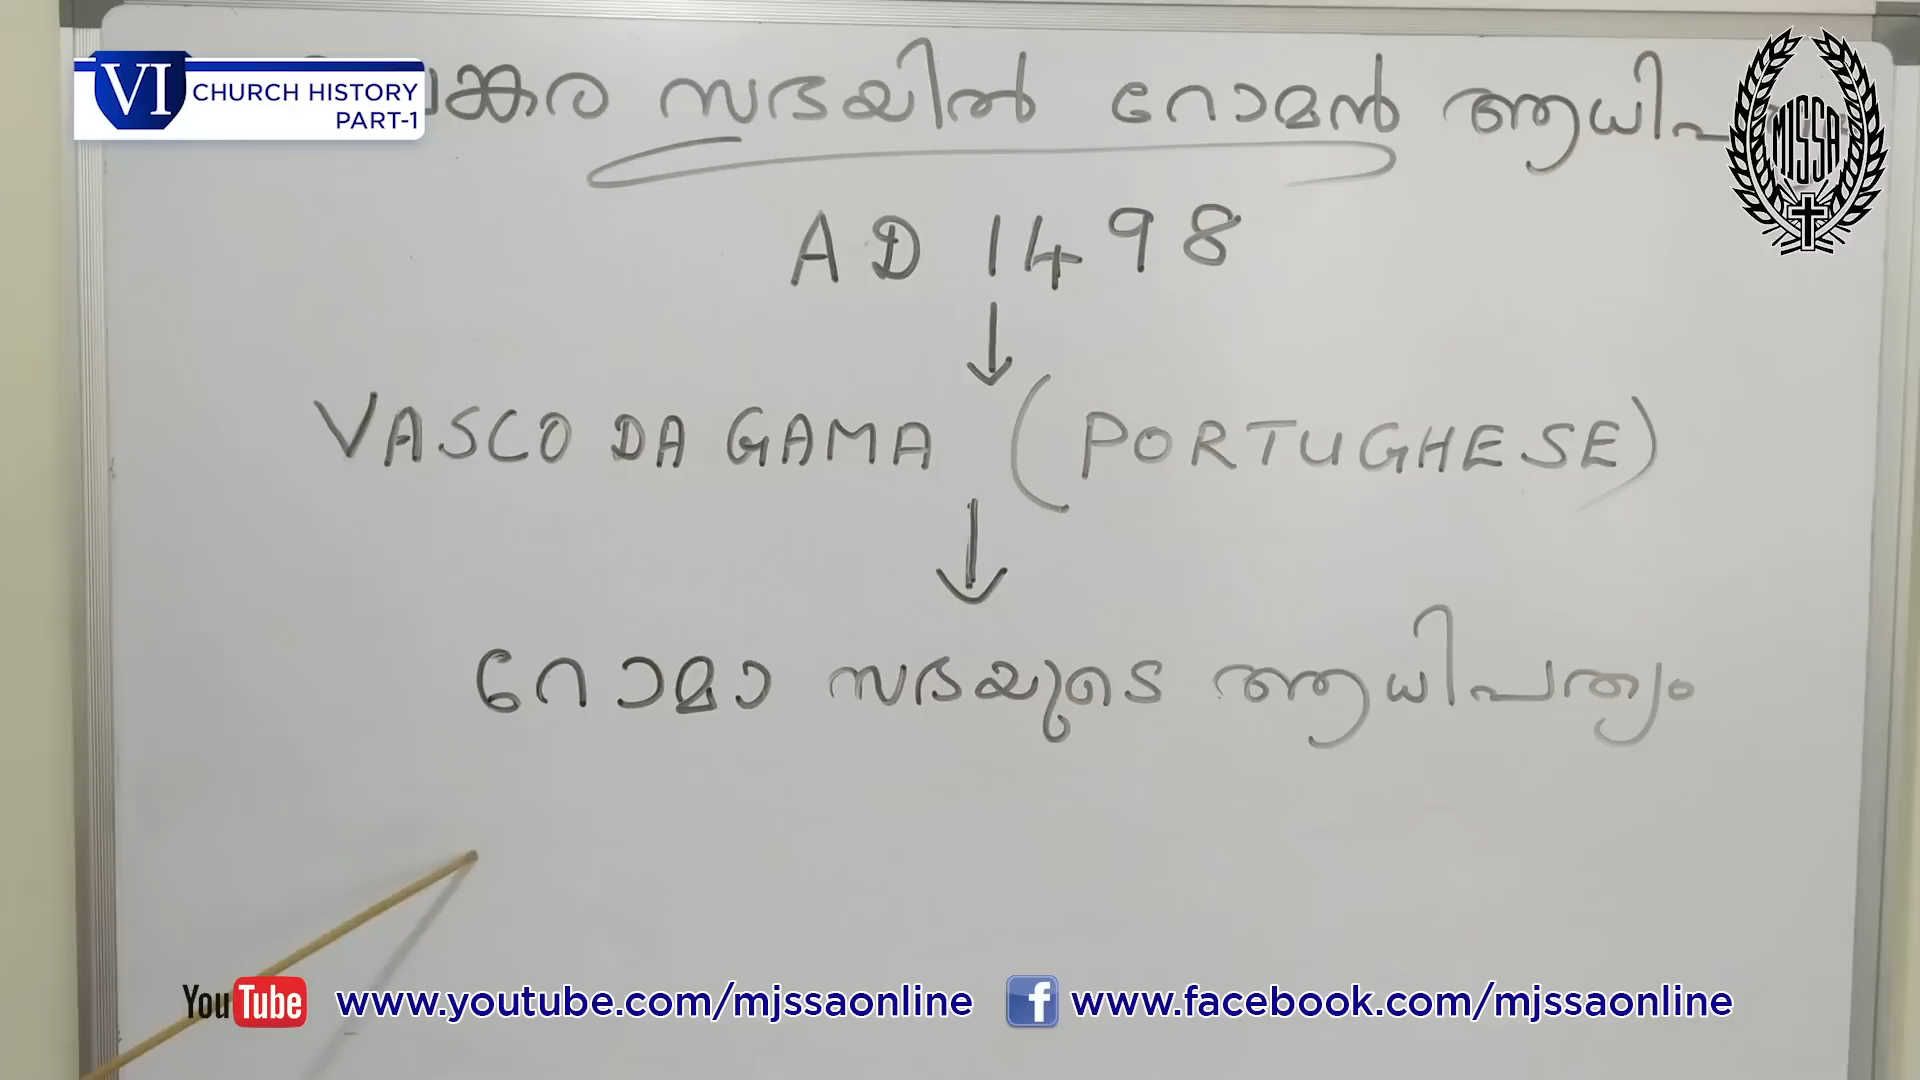 VI
CHURCH HISTORY
PART-1
സഭയിൽ റോമൻ
MJSSA
AD 1498
VASCO DA GAMA (PORTUGHESE)
റോമാ സഭയുടെ ആധിപത്യം
YouTube www.youtube.com/mjssaonline f www.facebook.com/mjssaonline